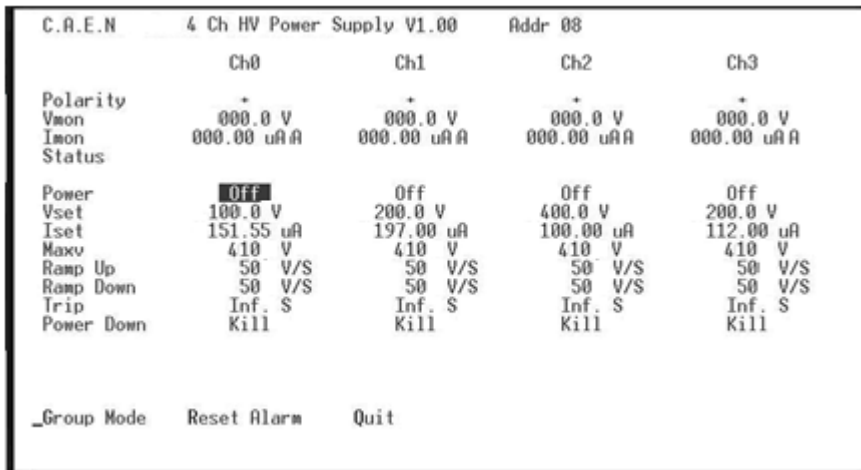 C.A.E.N 4 Ch HV Power Supply V1.00 Addr 08
Ch0 Ch1 Ch2 Ch3
Polarity + + + +
Vmon 000.0 V 000.0 V 000.0 V 000.0 V
Imon 000.00 uA A 000.00 uA A 000.00 uA A 000.00 uA A
Status
Power Off Off Off Off
Vset 100.0 V 200.0 V 400.0 V 200.0 V
Iset 151.55 uA 197.00 uA 100.00 uA 112.00 uA
Maxv 410 V 410 V 410 V 410 V
Ramp Up 50 V/S 50 V/S 50 V/S 50 V/S
Ramp Down 50 V/S 50 V/S 50 V/S 50 V/S
Trip Inf. S Inf. S Inf. S Inf. S
Power Down Kill Kill Kill Kill
_Group Mode Reset Alarm Quit